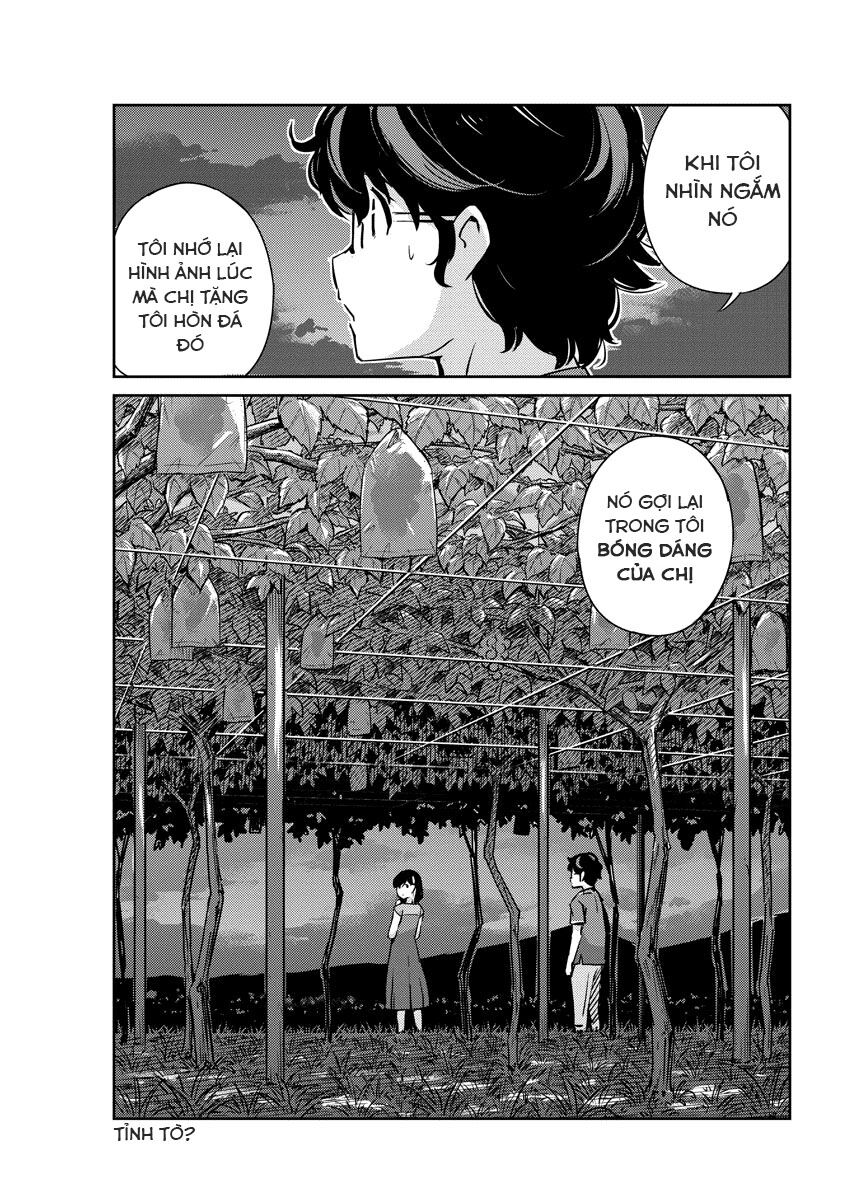 KHI TÔI
NHÌN NGẮM
NÓ
TÔI NHỚ LẠI
HÌNH ẢNH LÚC
MÀ CHỊ TẶNG
TÔI HÒN ĐÁ
ĐÓ
NÓ GỢI LẠI
TRONG TÔI
BÓNG DÁNG
CỦA CHỊ
TỈNH TÒ?